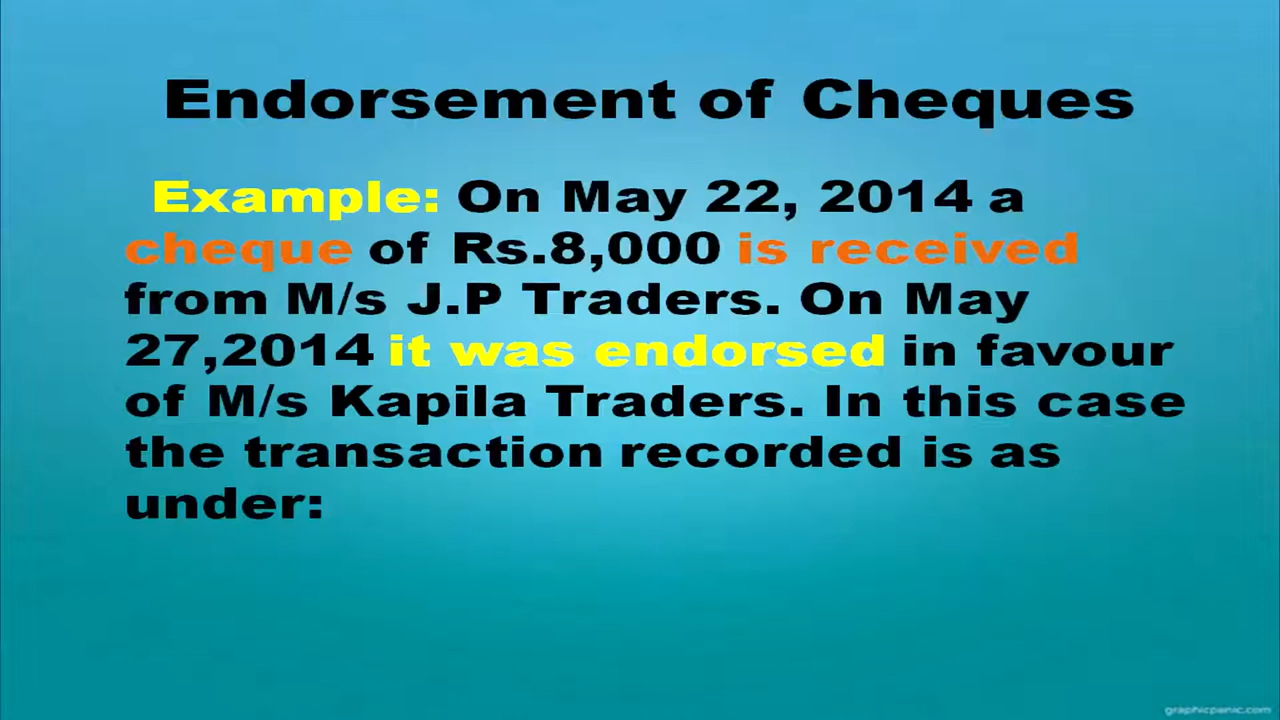 Endorsement of Cheques
Example: On May 22, 2014 a
cheque of Rs.8,000 is received
from M/s J.P Traders. On May
27,2014 it was endorsed in favour
of M/s Kapila Traders. In this case
the transaction recorded is as
under:
graphicpanic.com